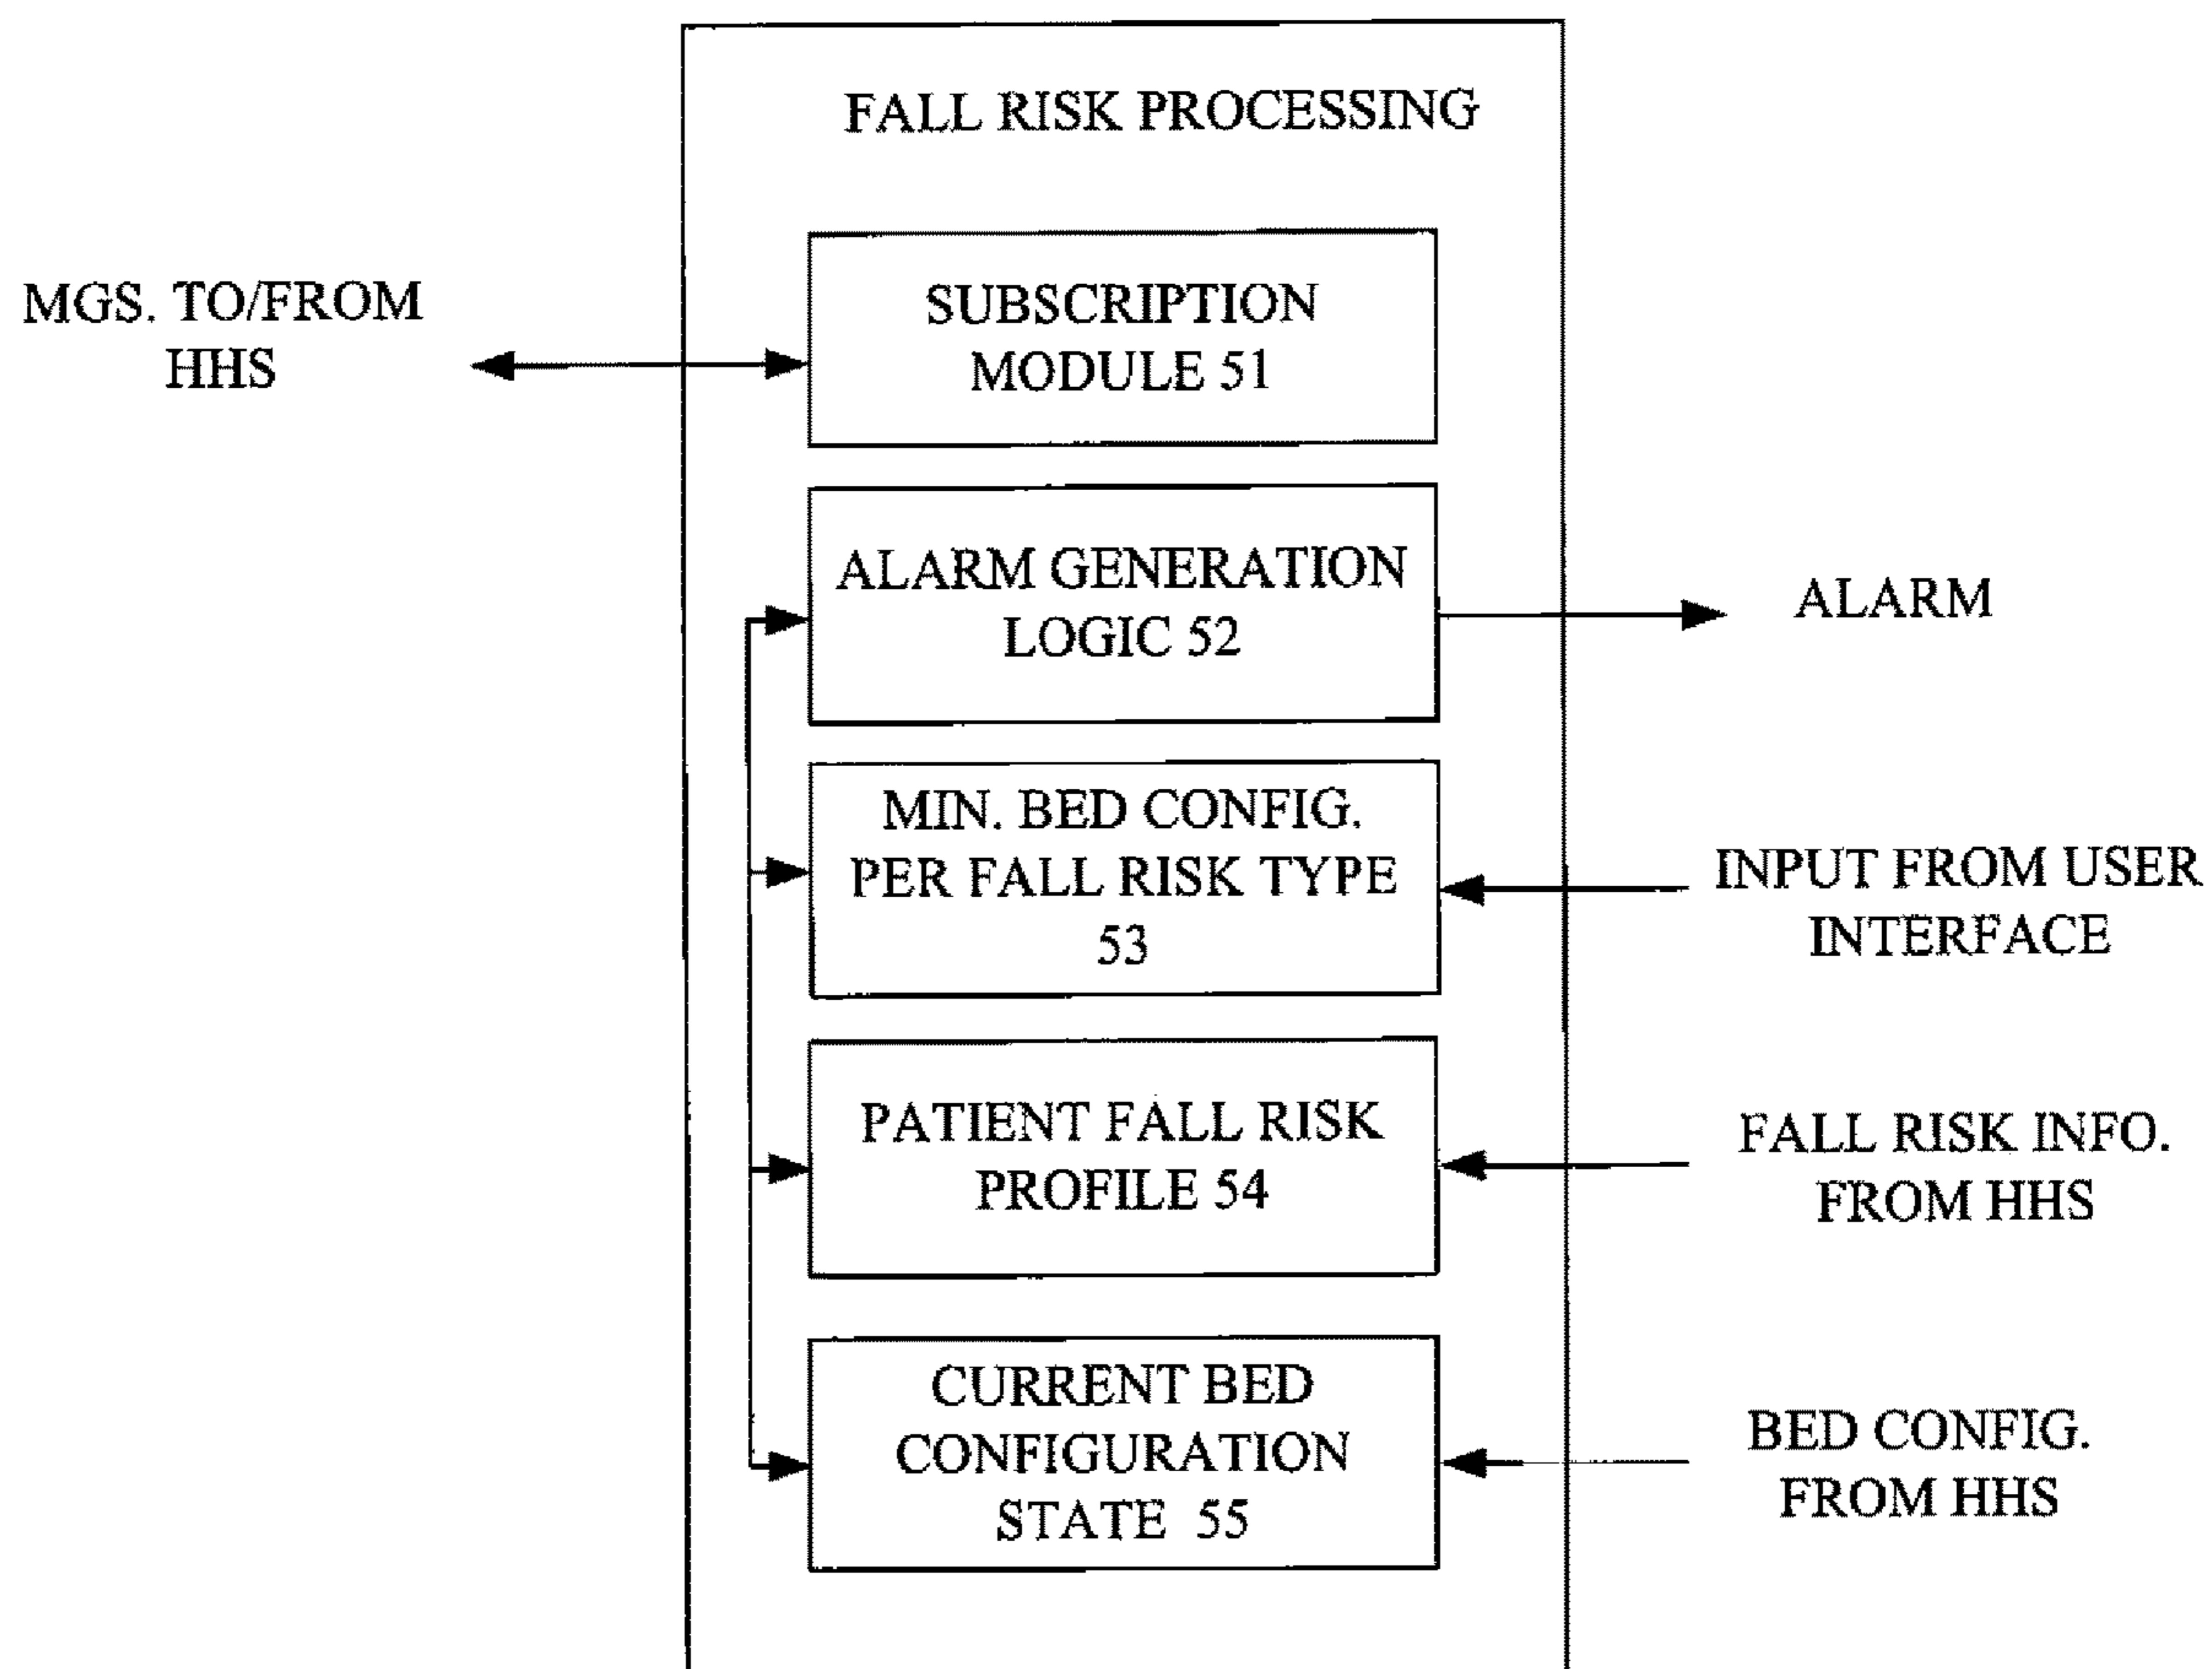 FALL RISK PROCESSING
MGS. TO/FROM
HHS
SUBSCRIPTION
MODULE 51
ALARM GENERATION
LOGIC 52
ALARM
MIN. BED CONFIG.
PER FALL RISK TYPE
53
INPUT FROM USER
INTERFACE
PATIENT FALL RISK
PROFILE 54
FALL RISK INFO.
FROM HHS
CURRENT BED
CONFIGURATION
STATE 55
BED CONFIG.
FROM HHS